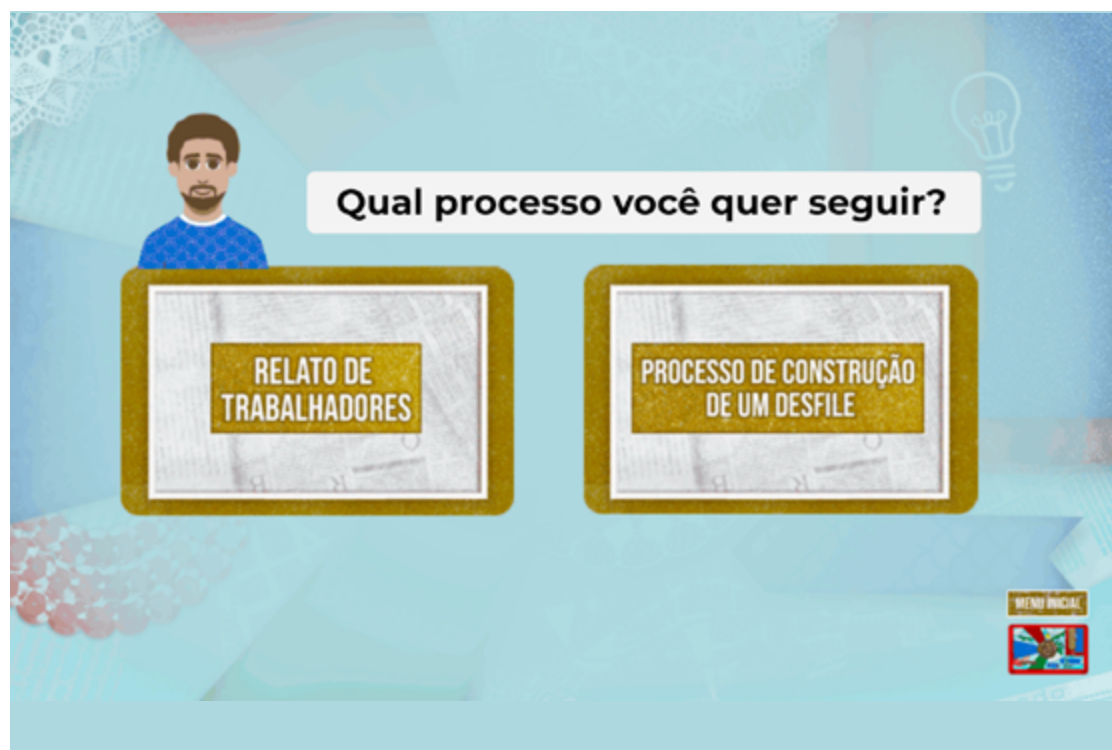 Qual processo você quer seguir?
RELATO DE
TRABALHADORES
PROCESSO DE CONSTRUÇÃO
DE UM DESFILE
MENU INICIAL